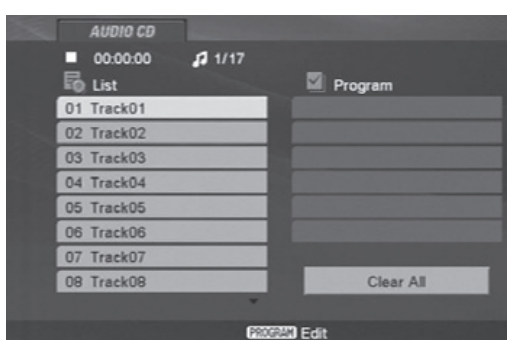 AUDIO CD
00:00:00 1/17
List
Program
01 Track01
02 Track02
03 Track03
04 Track04
05 Track05
06 Track06
07 Track07
08 Track08
Clear All
PROGRAM Edit